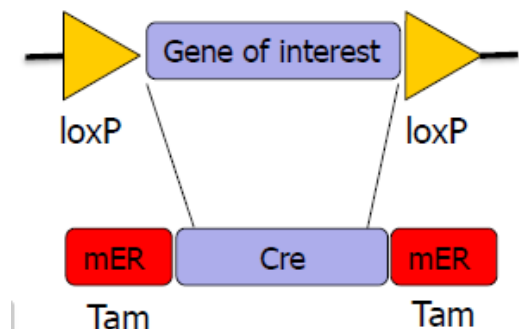 Gene of interest
loxP loxP
mER Cre mER
Tam Tam